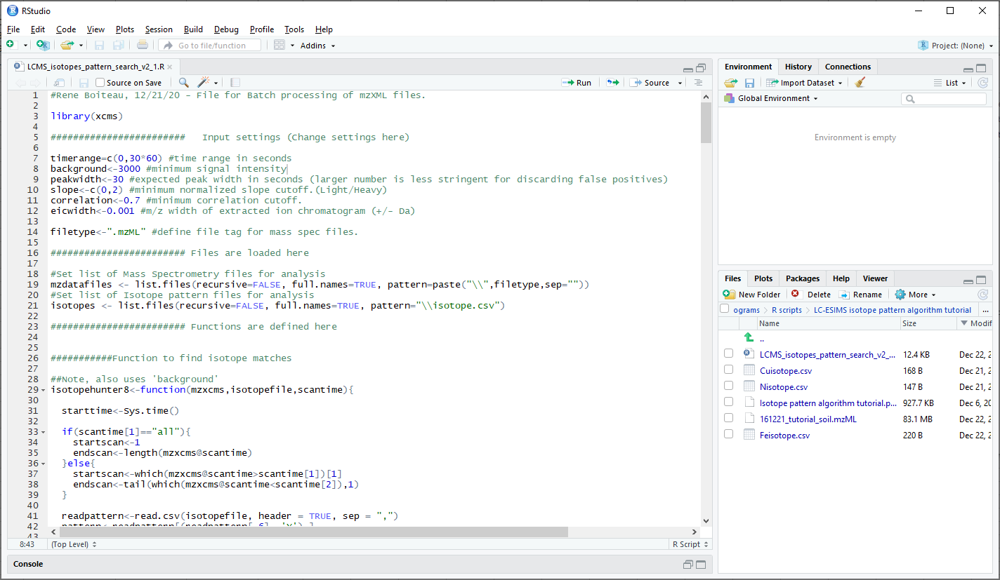 RStudio
File Edit Code View Plots Session Build Debug Profile Tools Help
Go to file/function Addins Project: (None)
LCMS_isotopes_pattern_search_v2_1.R
Source on Save Run Source
1 #Rene Boiteau, 12/21/20 - File for Batch processing of mzXML files.
2
3 library(xcms)
4
5 ######################## Input settings (Change settings here)
6
7 timerange=c(0,30*60) #time range in seconds
8 background<-3000 #minimum signal intensity
9 peakwidth<-30 #expected peak width in seconds (larger number is less stringent for discarding false positives)
10 slope<-c(0,2) #minimum normalized slope cutoff.(Light/Heavy)
11 correlation<-0.7 #minimum correlation cutoff.
12 eicwidth<-0.001 #m/z width of extracted ion chromatogram (+/- Da)
13
14 filetype<-".mzML" #define file tag for mass spec files.
15
16 ######################## Files are loaded here
17
18 #Set list of Mass Spectrometry files for analysis
19 mzdatafiles <- list.files(recursive=FALSE, full.names=TRUE, pattern=paste("\\",filetype,sep=""))
20 #Set list of Isotope pattern files for analysis
21 isotopes <- list.files(recursive=FALSE, full.names=TRUE, pattern="\\isotope.csv")
22
23 ######################## Functions are defined here
24
25
26 ###########Function to find isotope matches
27
28 ##Note, also uses 'background'
29 isotopehunter8<-function(mzxcms,isotopefile,scantime){
30
31 starttime<-Sys.time()
32
33 if(scantime[1]=="all"){
34 startscan<-1
35 endscan<-length(mzxcms@scantime)
36 }else{
37 startscan<-which(mzxcms@scantime>scantime[1])[1]
38 endscan<-tail(which(mzxcms@scantime<scantime[2]),1)
39 }
40
41 readpattern<-read.csv(isotopefile, header = TRUE, sep = ",")
42
43
8:43 (Top Level) R Script
Console
Environment History Connections
Import Dataset List
Global Environment
Environment is empty
Files Plots Packages Help Viewer
New Folder Delete Rename More
ograms R scripts LC-ESIMS isotope pattern algorithm tutorial ...
Name Size Modif
..
LCMS_isotopes_pattern_search_v2_... 12.4 KB Dec 22, 2
Cuisotope.csv 168 B Dec 21, 2
Nisotope.csv 147 B Dec 21, 2
Isotope pattern algorithm tutorial.p... 927.7 KB Dec 6, 20
161221_tutorial_soil.mzML 83.1 MB Dec 22, 2
Feisotope.csv 220 B Dec 22, 2